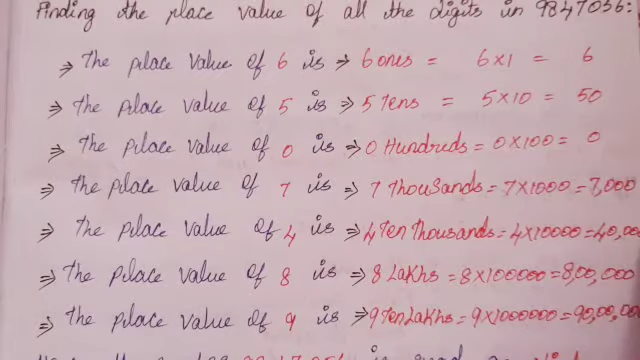 Finding the place value of all the digits in 9847056:
⇒ The place value of 6 is ⇒ 6 ones = 6×1 = 6
⇒ The place value of 5 is ⇒ 5 Tens = 5×10 = 50
⇒ The place value of 0 is ⇒ 0 Hundreds = 0×100 = 0
⇒ The place value of 7 is ⇒ 7 Thousands = 7×1000 = 7,000
⇒ The place value of 4 is ⇒ 4 Ten Thousands = 4×10000 = 40,00
⇒ The place value of 8 is ⇒ 8 Lakhs = 8×100000 = 8,00,000
⇒ The place value of 9 is ⇒ 9 Ten Lakhs = 9×1000000 = 90,00,00